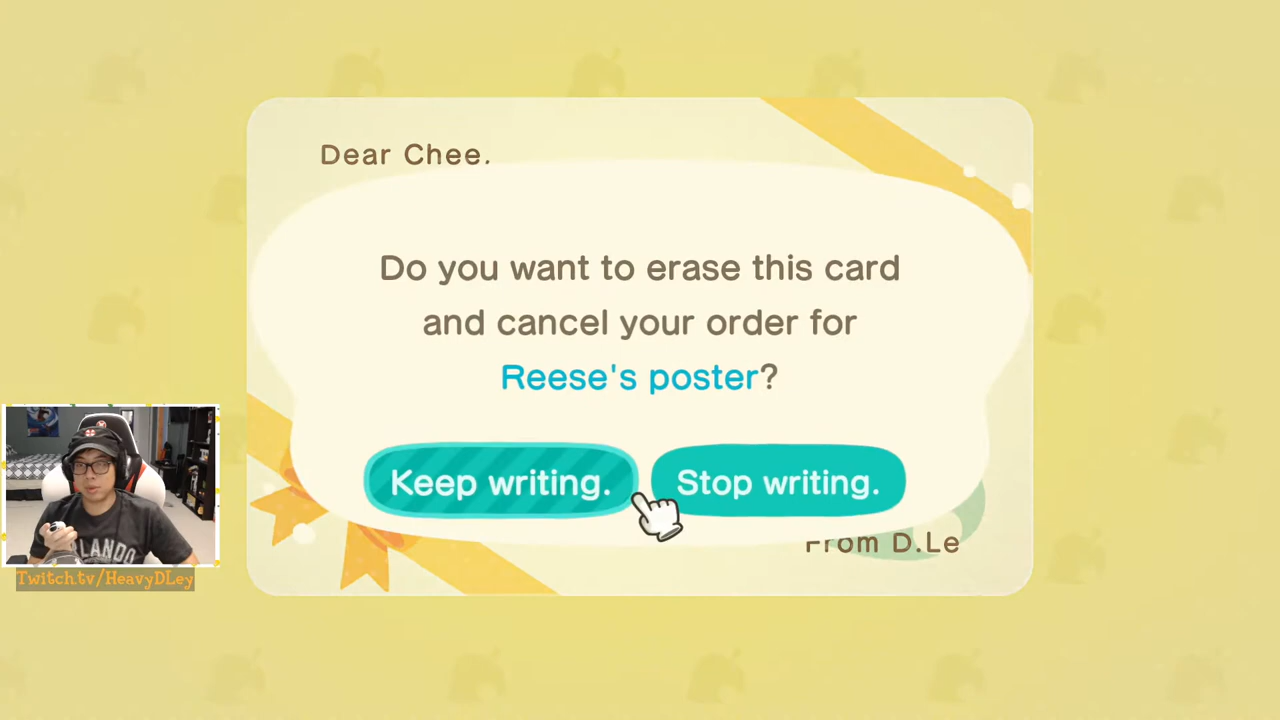 Dear Chee.
Do you want to erase this card
and cancel your order for
Reese's poster?
Keep writing. Stop writing.
From D.Le
ORLANDO
Twitch.tv/HeavyDLey